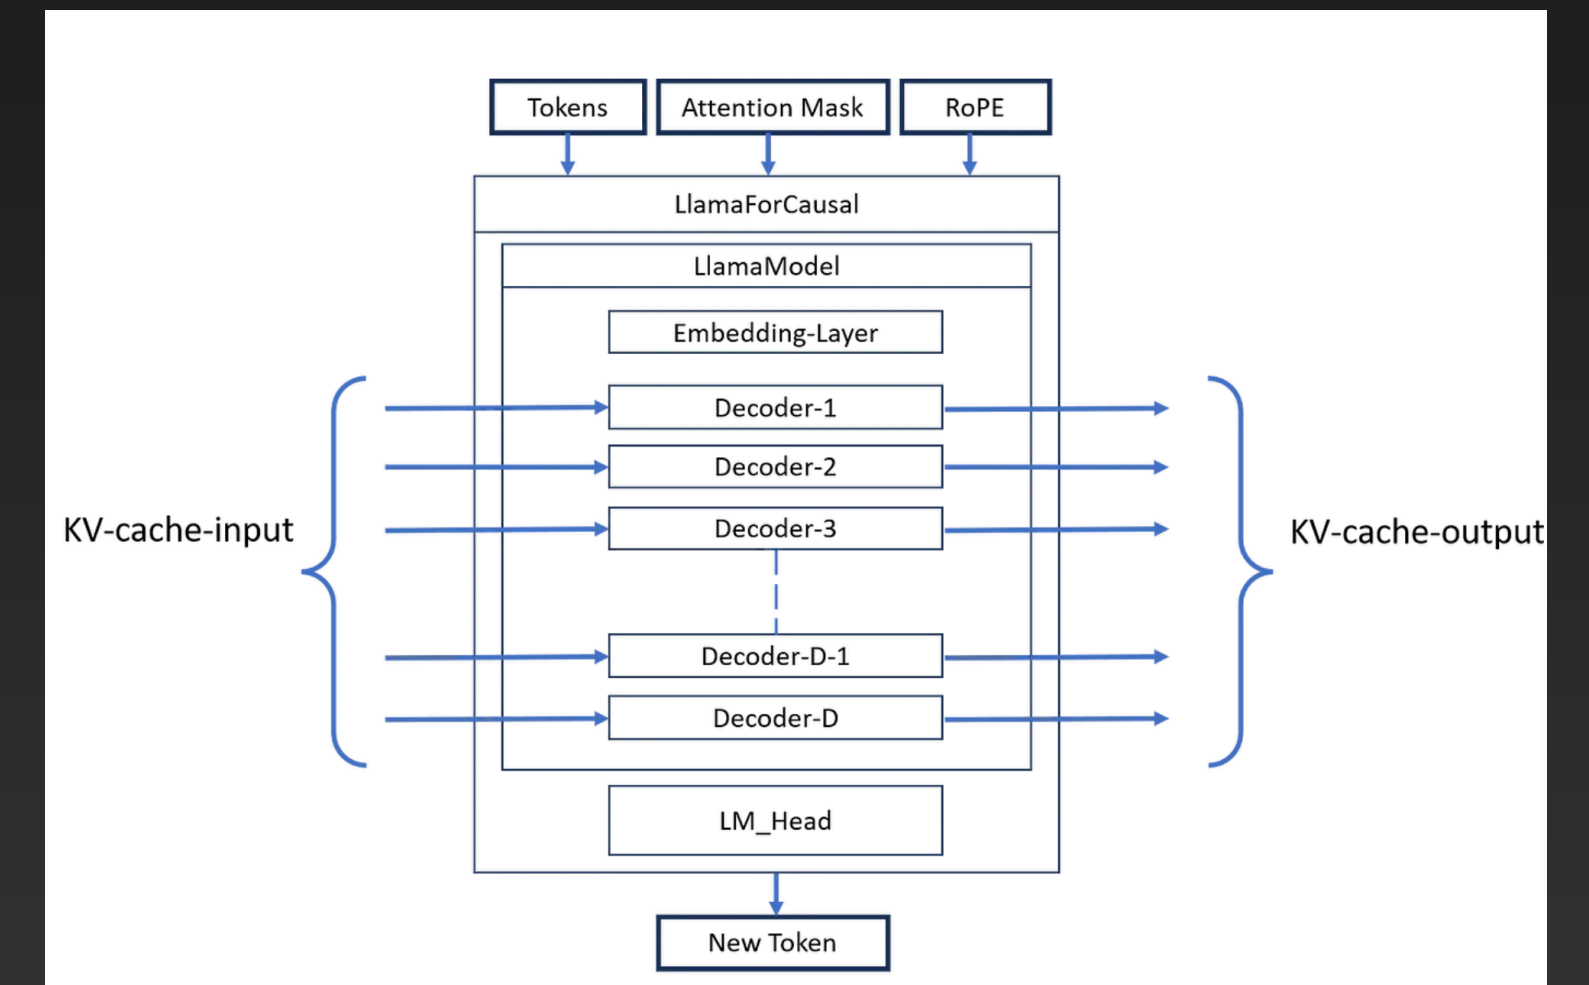 Tokens
Attention Mask
RoPE
LlamaForCausal
LlamaModel
Embedding-Layer
Decoder-1
Decoder-2
Decoder-3
KV-cache-input
KV-cache-output
Decoder-D-1
Decoder-D
LM_Head
New Token